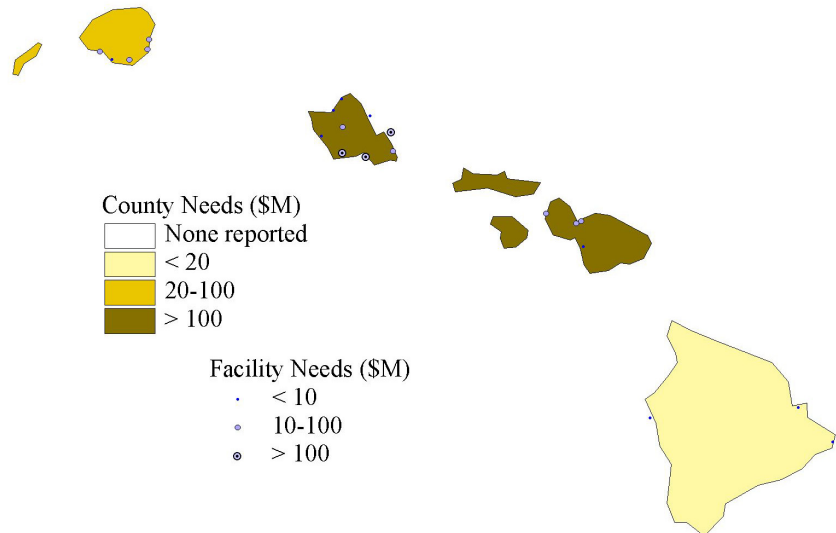 County Needs ($M)
None reported
< 20
20-100
> 100
Facility Needs ($M)
< 10
10-100
> 100